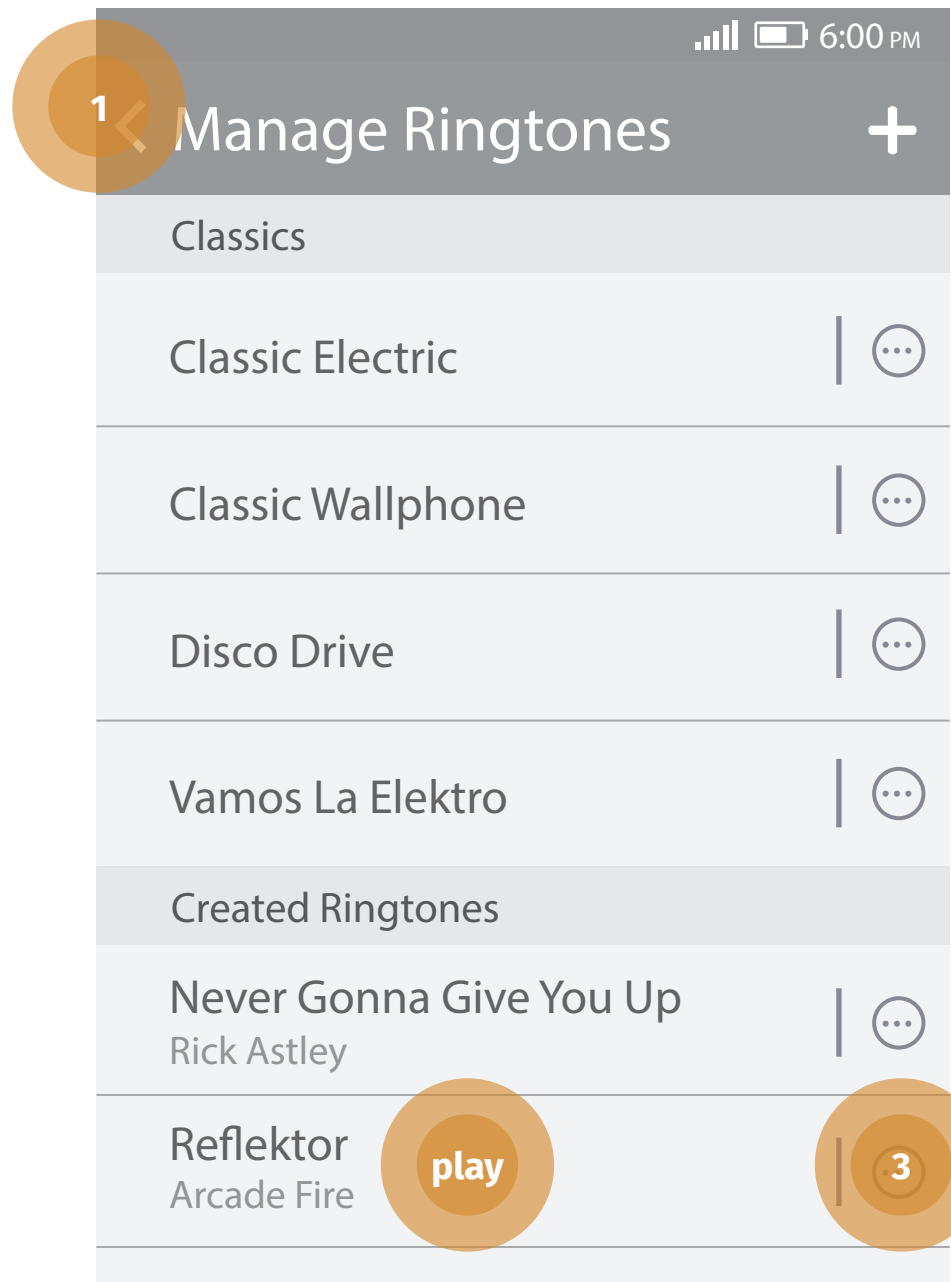 6:00 PM
1
Manage Ringtones
Classics
Classic Electric
Classic Wallphone
Disco Drive
Vamos La Elektro
Created Ringtones
Never Gonna Give You Up
Rick Astley
Reflektor
play
3
Arcade Fire